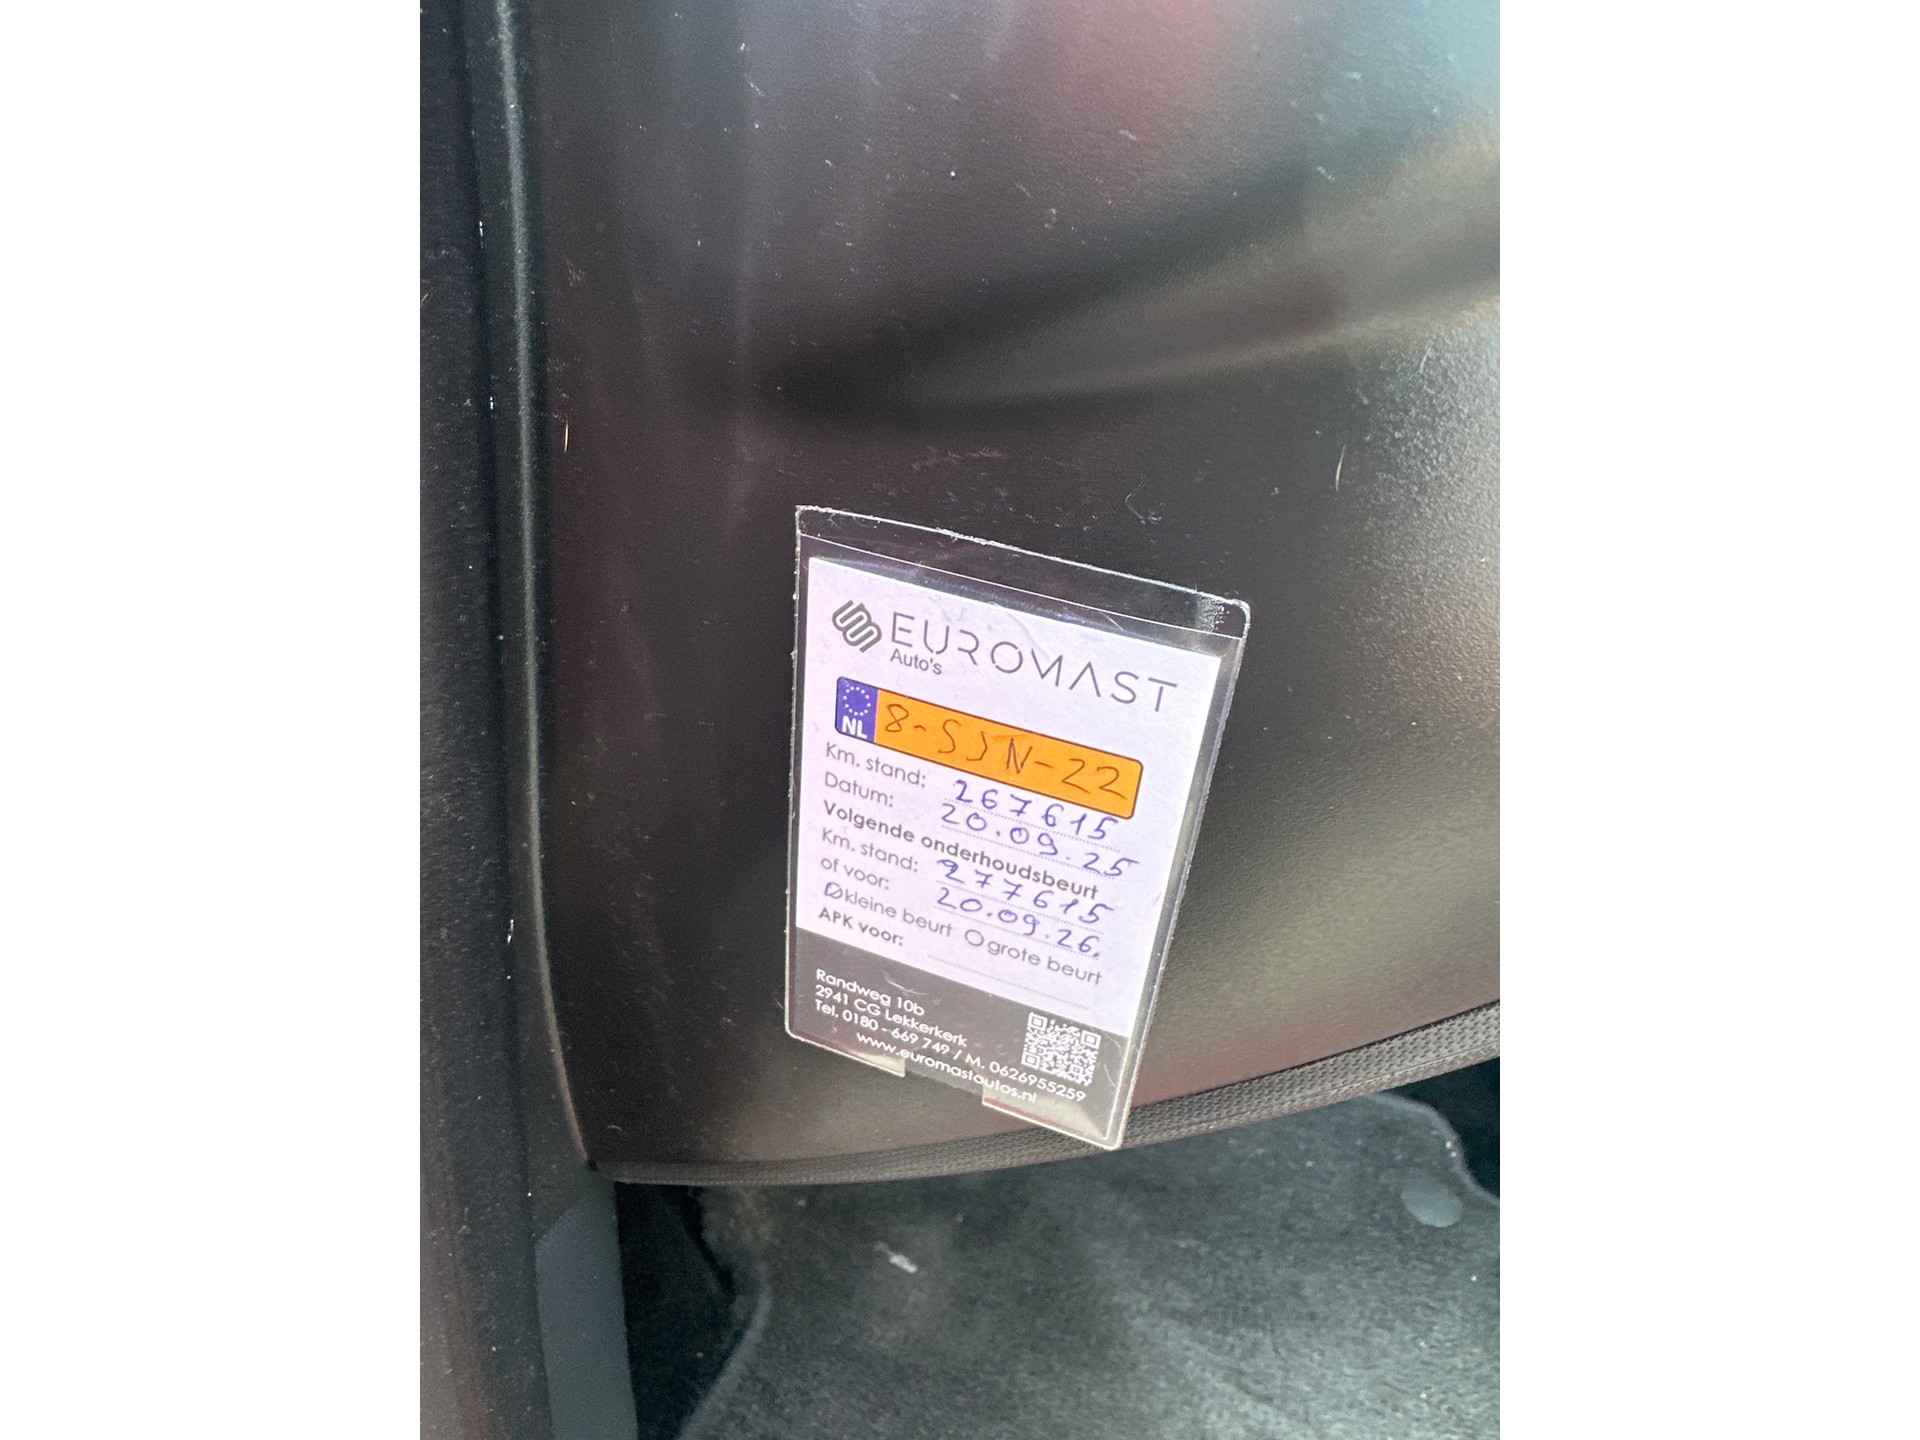 EUROMAST
Auto's
NL 8-SJN-22
Km. stand: 267615
Datum: 20.09.25
Volgende onderhoudsbeurt
Km. stand: 277615
of voor: 20.09.26.
kleine beurt O grote beurt
APK voor:
Randweg 10b
2941 CG Lekkerkerk
Tel. 0180 - 669 749 / M. 0626955259
www.euromastautos.nl